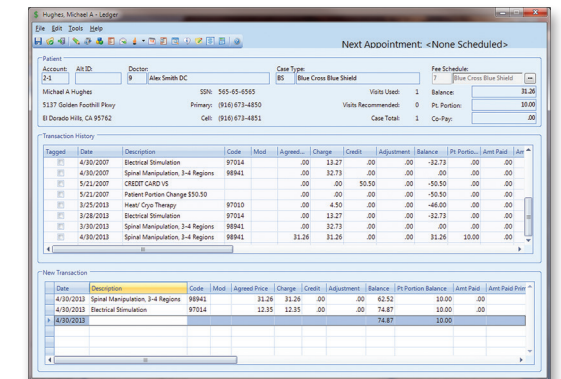 Hughes, Michael A - Ledger
File Edit Tools Help
Next Appointment: <None Scheduled>
Patient
Account: Alt ID: Doctor: Case Type: Fee Schedule:
2-1 9 Alex Smith DC BS Blue Cross Blue Shield 7 Blue Cross Blue Shield ...
Michael A Hughes SSN: 565-65-6565 Visits Used: 1 Balance: 31.26
5137 Golden Foothill Pkwy Primary: (916) 673-4850 Visits Recommended: 0 Pt. Portion: 10.00
El Dorado Hills, CA 95762 Cell: (916) 673-4851 Case Total: 1 Co-Pay: .00
Transaction History
Tagged Date Description Code Mod Agreed... Charge Credit Adjustment Balance Pt Portio... Amt Paid Am
4/30/2007 Electrical Stimulation 97014 .00 13.27 .00 .00 -32.73 .00 .00
4/30/2007 Spinal Manipulation, 3-4 Regions 98941 .00 32.73 .00 .00 .00 .00 .00
5/21/2007 CREDIT CARD VS .00 .00 50.50 .00 -50.50 .00 .00
5/21/2007 Patient Portion Change $50.50 .00 .00 .00 .00 -50.50 .00 .00
3/25/2013 Heat/ Cryo Therapy 97010 .00 4.50 .00 .00 -46.00 .00 .00
3/28/2013 Electrical Stimulation 97014 .00 13.27 .00 .00 -32.73 .00 .00
4/30/2013 Spinal Manipulation, 3-4 Regions 98941 .00 32.73 .00 .00 .00 .00 .00
4/30/2013 Spinal Manipulation, 3-4 Regions 98941 31.26 31.26 .00 .00 31.26 10.00 .00
New Transaction
Date Description Code Mod Agreed Price Charge Credit Adjustment Balance Pt Portion Balance Amt Paid Amt Paid Prim
4/30/2013 Spinal Manipulation, 3-4 Regions 98941 31.26 31.26 .00 .00 62.52 10.00 .00
4/30/2013 Electrical Stimulation 97014 12.35 12.35 .00 .00 74.87 10.00 .00
4/30/2013 74.87 10.00